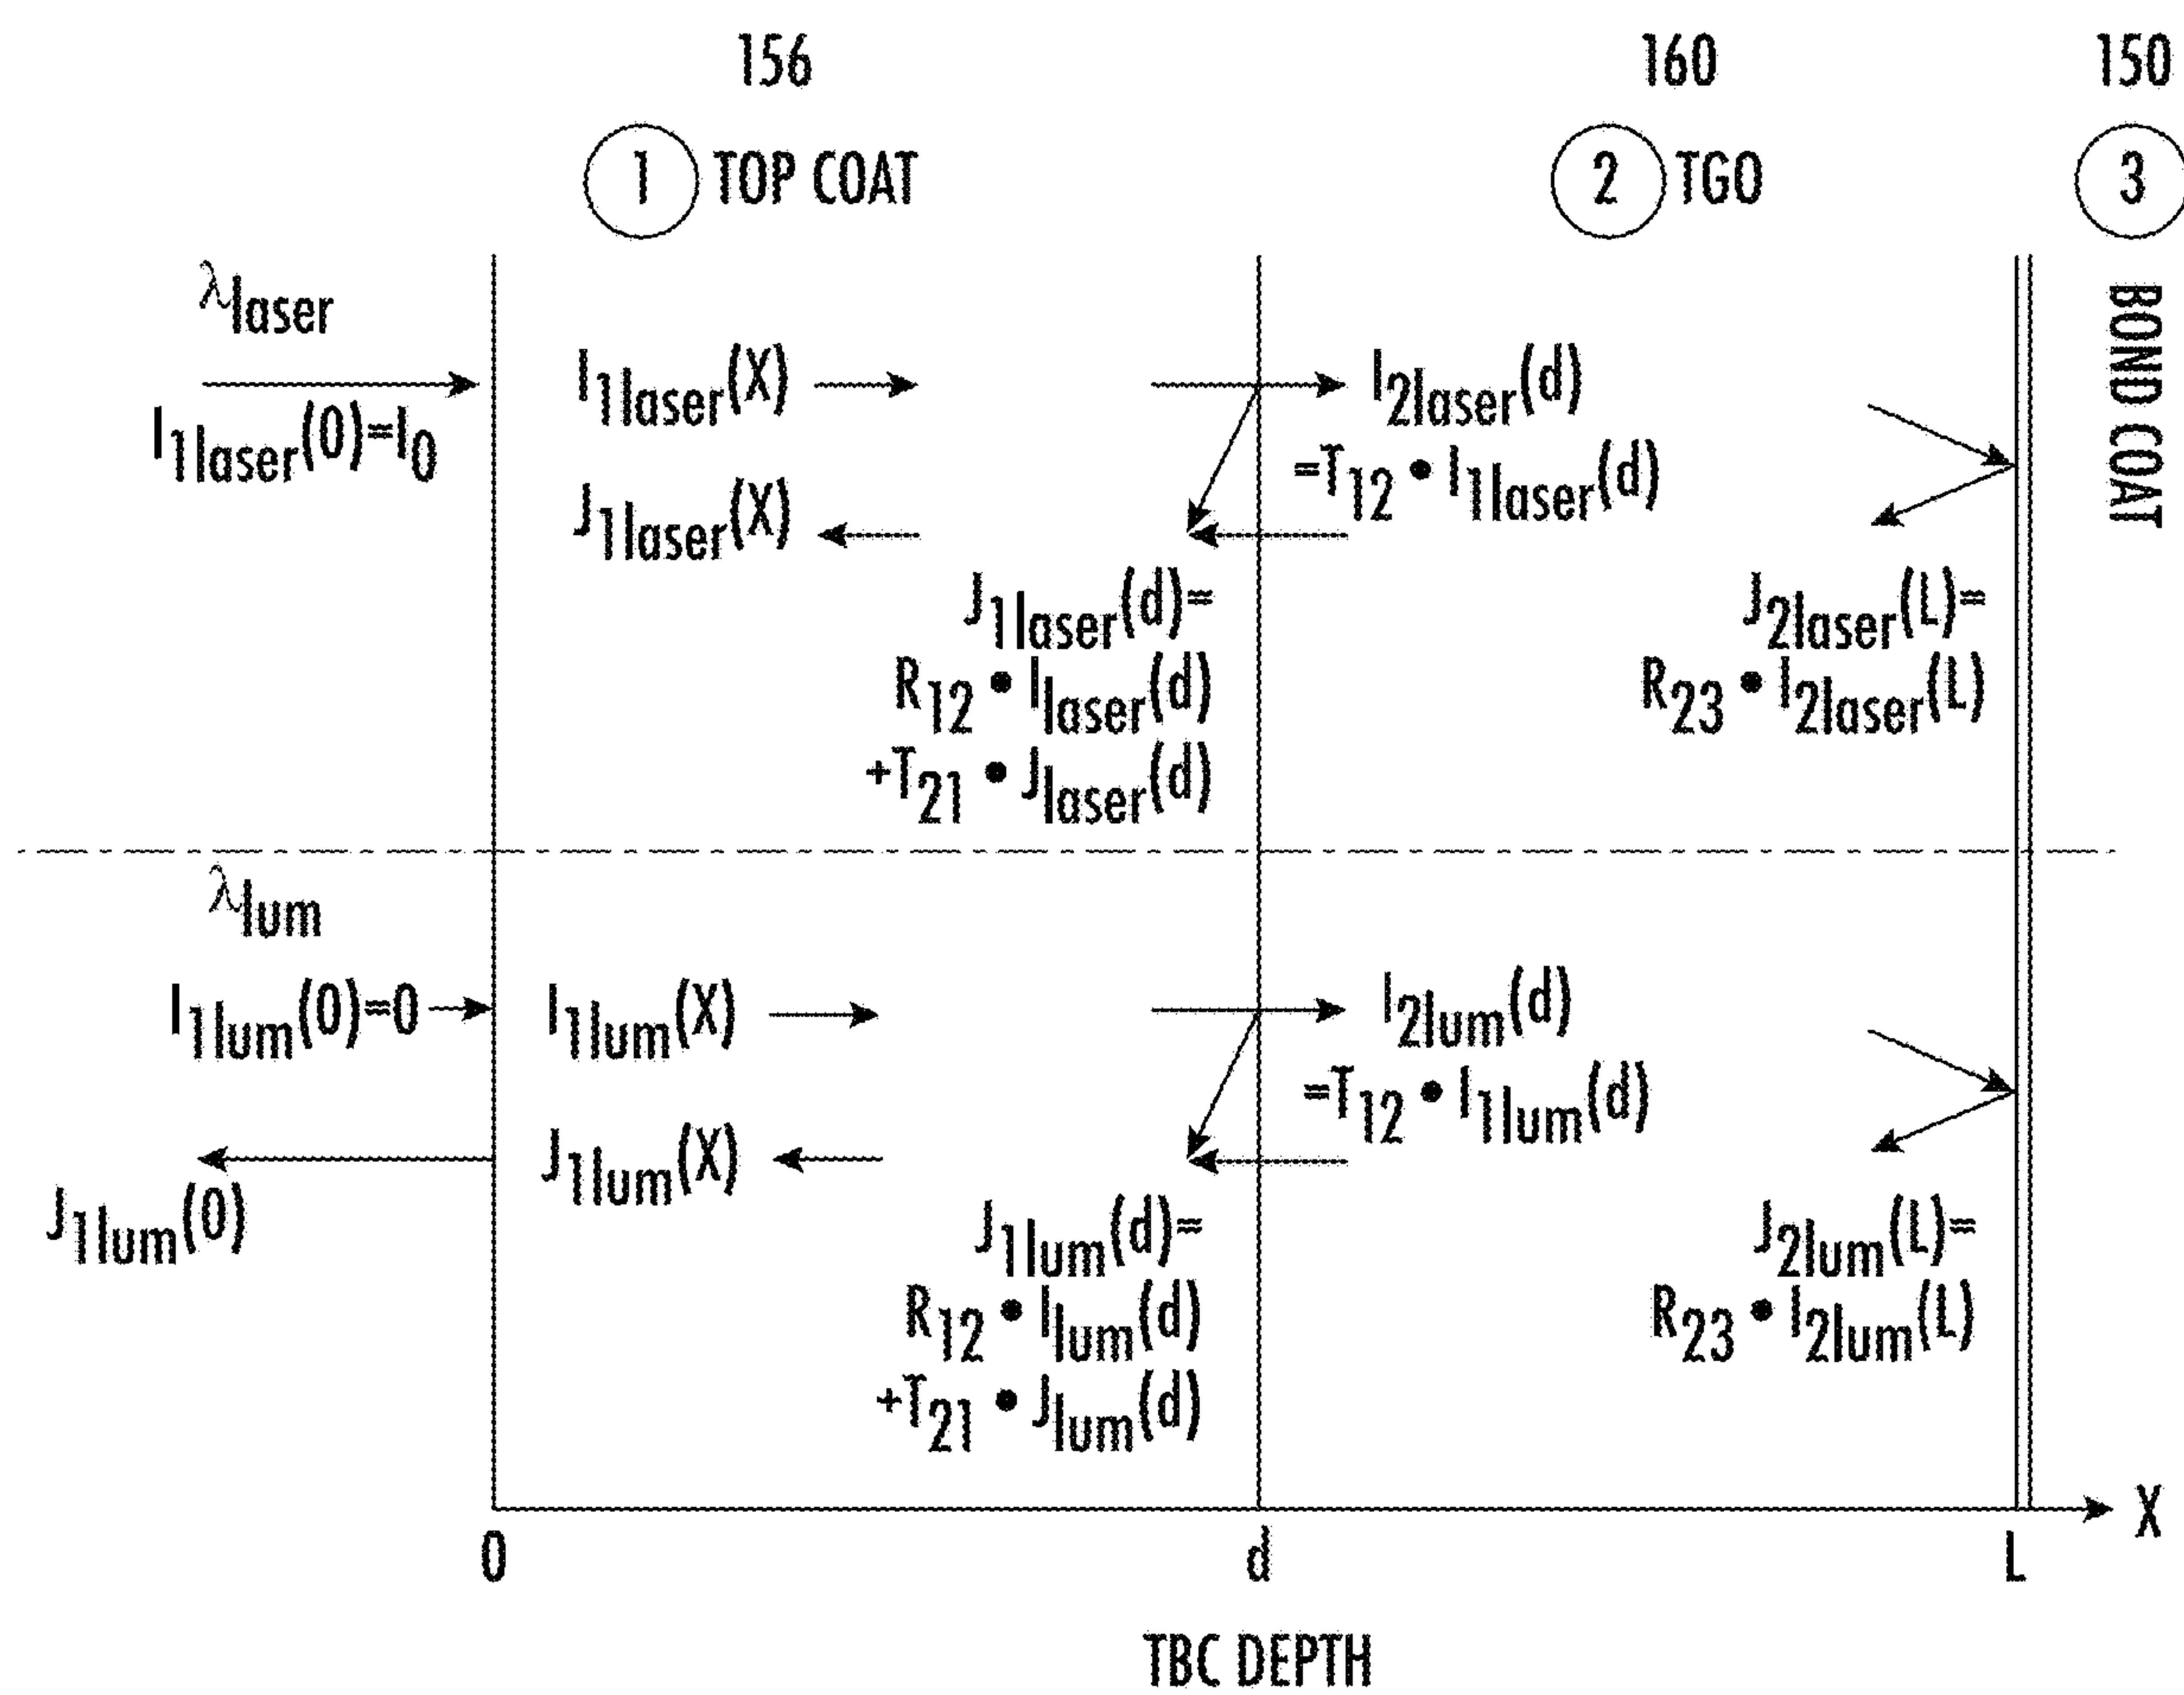 156 160 150
1 TOP COAT 2 TGO 3
BOND COAT
λlaser
I1laser(0)=I0
I1laser(X)
J1laser(X)
I2laser(d)
=T12 • I1laser(d)
J1laser(d)=
R12 • Ilaser(d)
+T21 • Jlaser(d)
J2laser(L)=
R23 • I2laser(L)
λlum
I1lum(0)=0
I1lum(X)
J1lum(X)
J1lum(0)
I2lum(d)
=T12 • I1lum(d)
J1lum(d)=
R12 • Ilum(d)
+T21 • Jlum(d)
J2lum(L)=
R23 • I2lum(L)
X
0 d L
TBC DEPTH